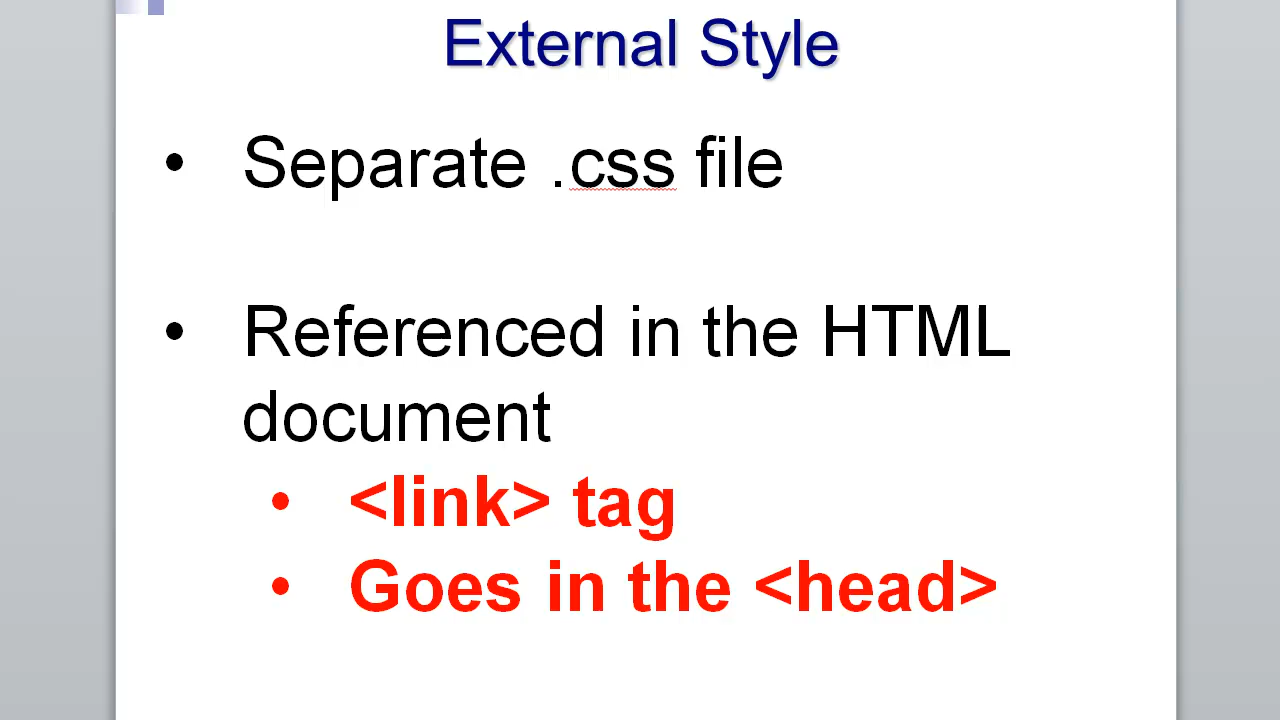 External Style
• Separate .css file
• Referenced in the HTML
document
• <link> tag
• Goes in the <head>